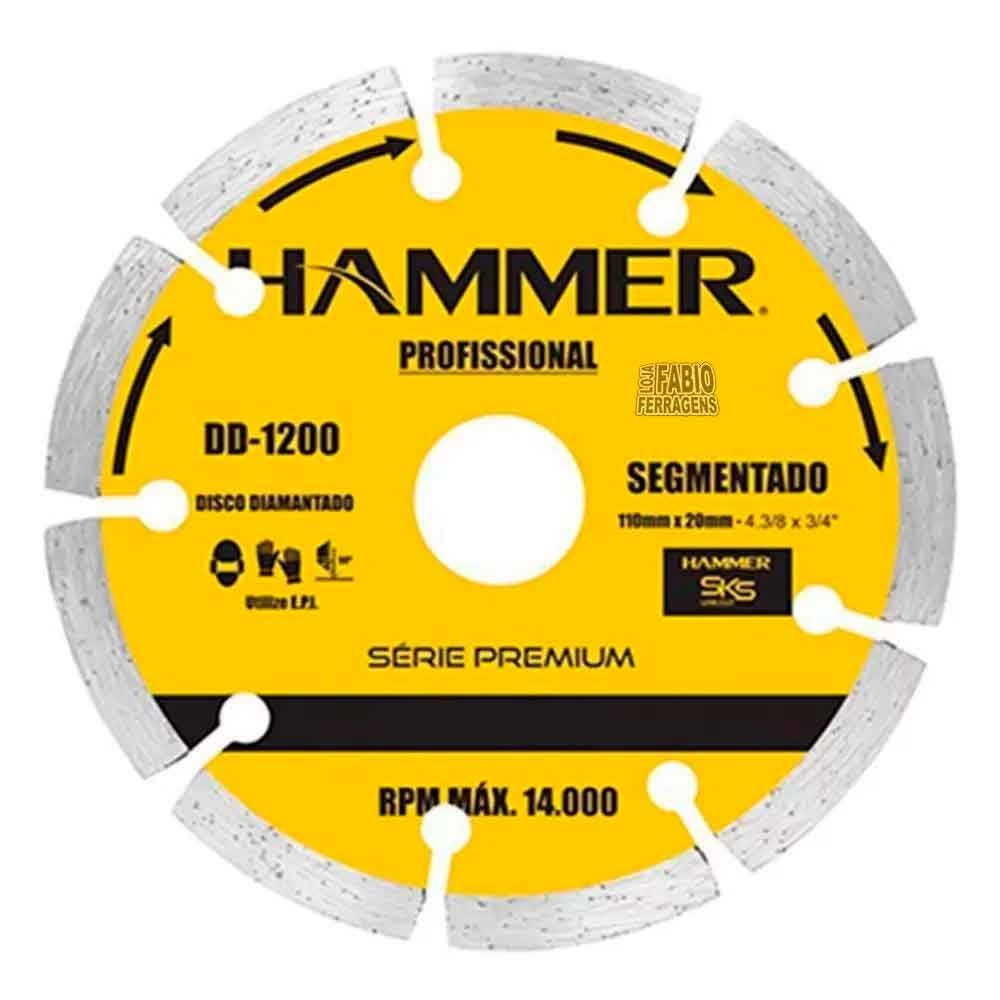 HAMMER®
PROFISSIONAL
LOJA
FABIO
FERRAGENS
DD-1200
DISCO DIAMANTADO
Utilize E.P.I.
SEGMENTADO
110mm x 20mm - 4.3/8 x 3/4"
HAMMER
SKS
SÉRIE PREMIUM
RPM MÁX. 14.000